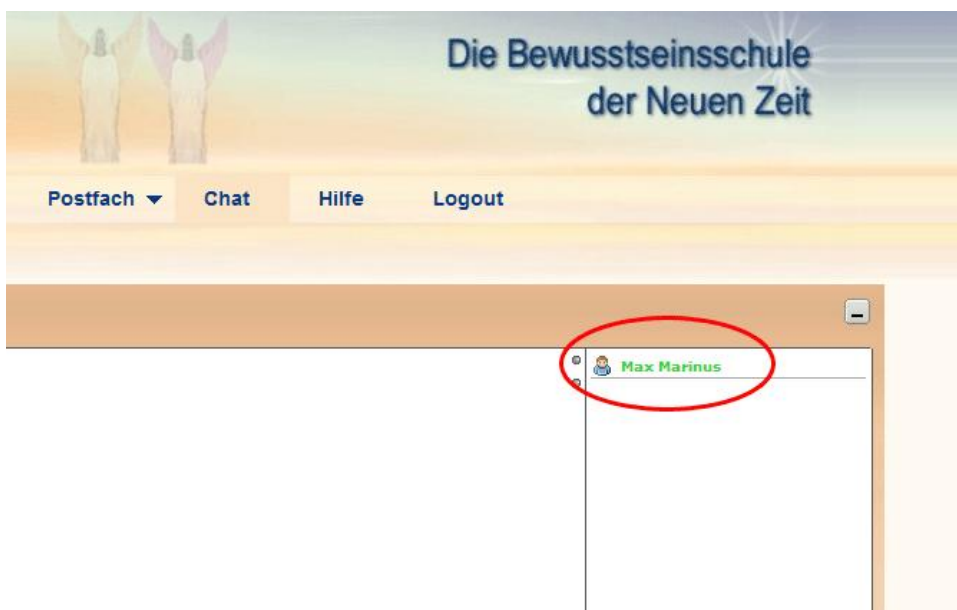 Die Bewusstseinsschule
der Neuen Zeit
Postfach Chat Hilfe Logout
Max Marinus